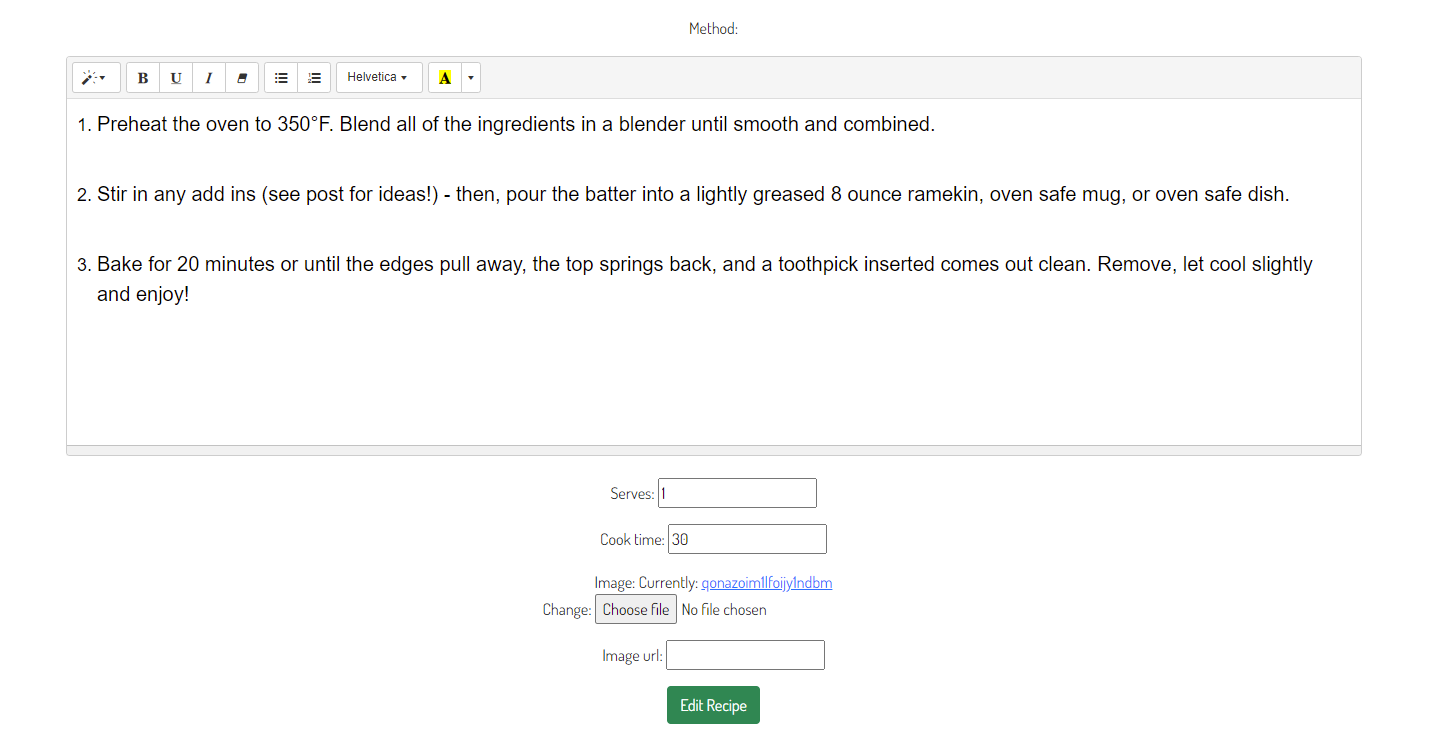 Method:
B U I Helvetica A
1. Preheat the oven to 350°F. Blend all of the ingredients in a blender until smooth and combined.
2. Stir in any add ins (see post for ideas!) - then, pour the batter into a lightly greased 8 ounce ramekin, oven safe mug, or oven safe dish.
3. Bake for 20 minutes or until the edges pull away, the top springs back, and a toothpick inserted comes out clean. Remove, let cool slightly
and enjoy!
Serves: 1
Cook time: 30
Image: Currently: qonazoim1lfoijy1ndbm
Change: Choose file No file chosen
Image url:
Edit Recipe